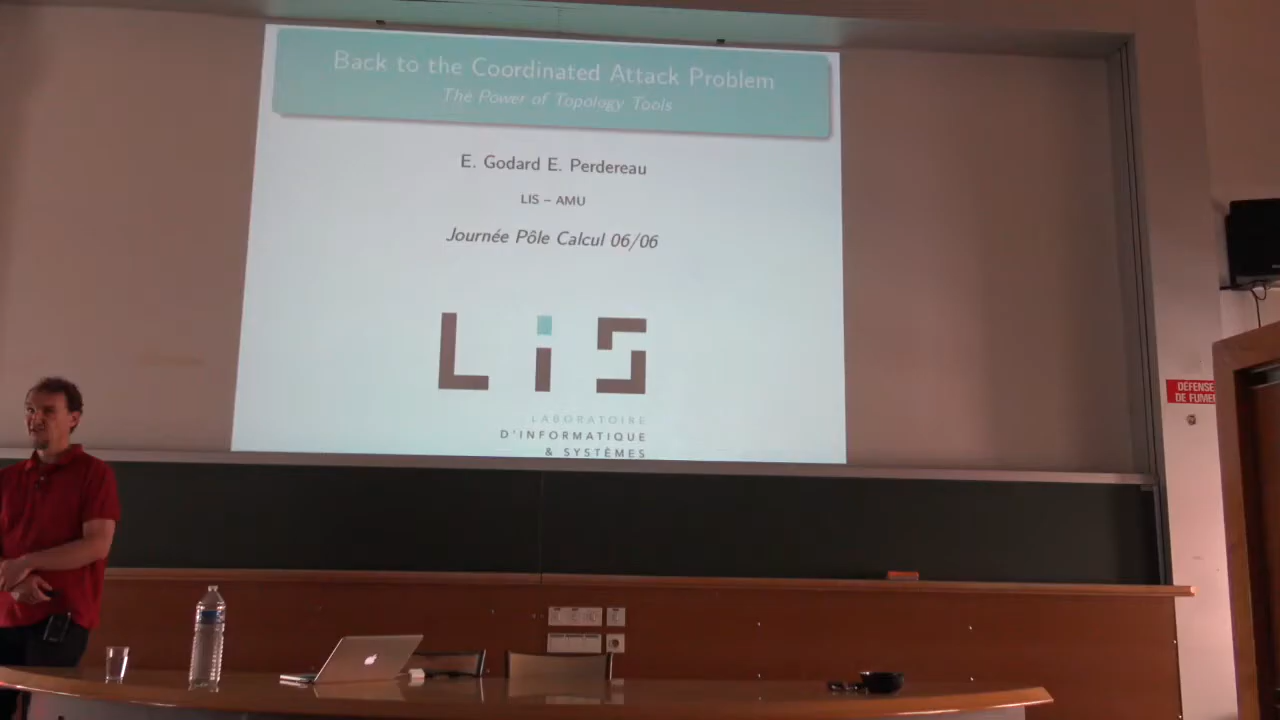 Back to the Coordinated Attack Problem
The Power of Topology Tools
E. Godard E. Perdereau
LIS – AMU
Journée Pôle Calcul 06/06
LiS
LABORATOIRE
D'INFORMATIQUE
& SYSTÈMES
DÉFENSE
DE FUMER